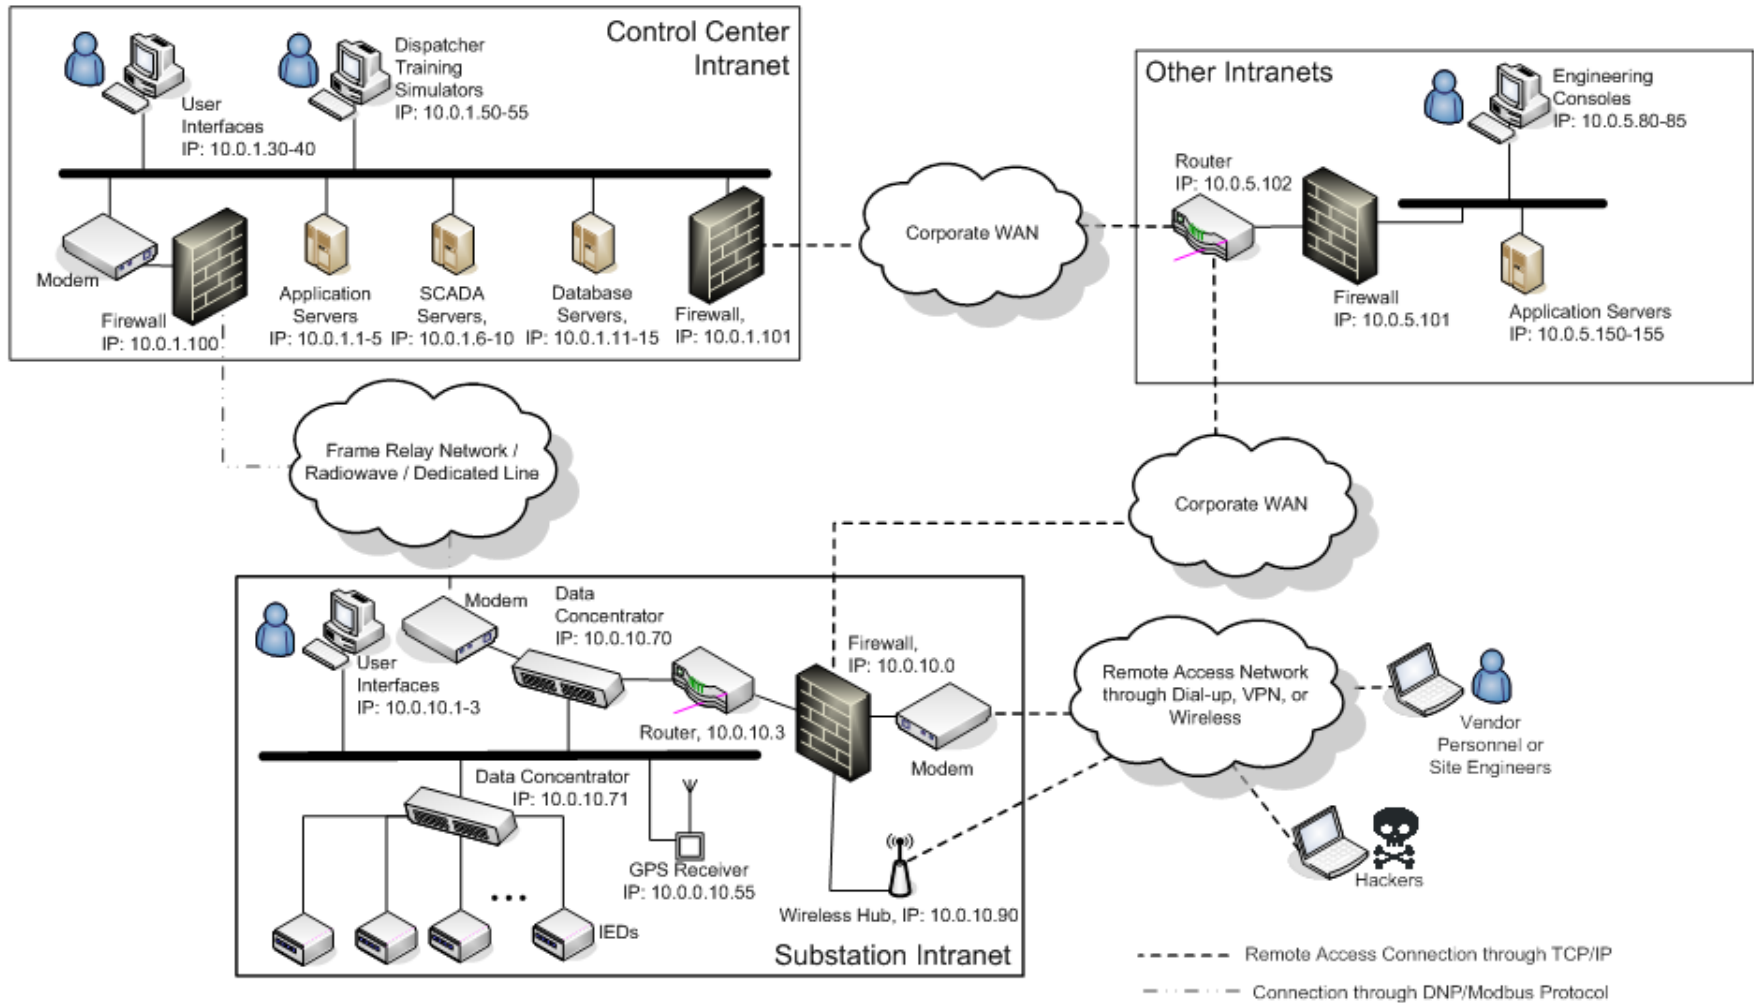 Control Center
Intranet
User
Interfaces
IP: 10.0.1.30-40
Dispatcher
Training
Simulators
IP: 10.0.1.50-55
Modem
Firewall
IP: 10.0.1.100
Application
Servers
IP: 10.0.1.1-5
SCADA
Servers,
IP: 10.0.1.6-10
Database
Servers,
IP: 10.0.1.11-15
Firewall,
IP: 10.0.1.101
Corporate WAN
Other Intranets
Engineering
Consoles
IP: 10.0.5.80-85
Router
IP: 10.0.5.102
Firewall
IP: 10.0.5.101
Application Servers
IP: 10.0.5.150-155
Frame Relay Network /
Radiowave / Dedicated Line
Corporate WAN
Modem
Data
Concentrator
IP: 10.0.10.70
User
Interfaces
IP: 10.0.10.1-3
Router, 10.0.10.3
Firewall,
IP: 10.0.10.0
Modem
Data Concentrator
IP: 10.0.10.71
GPS Receiver
IP: 10.0.0.10.55
Wireless Hub, IP: 10.0.10.90
IEDs
Substation Intranet
Remote Access Network
through Dial-up, VPN, or
Wireless
Vendor
Personnel or
Site Engineers
Hackers
Remote Access Connection through TCP/IP
Connection through DNP/Modbus Protocol